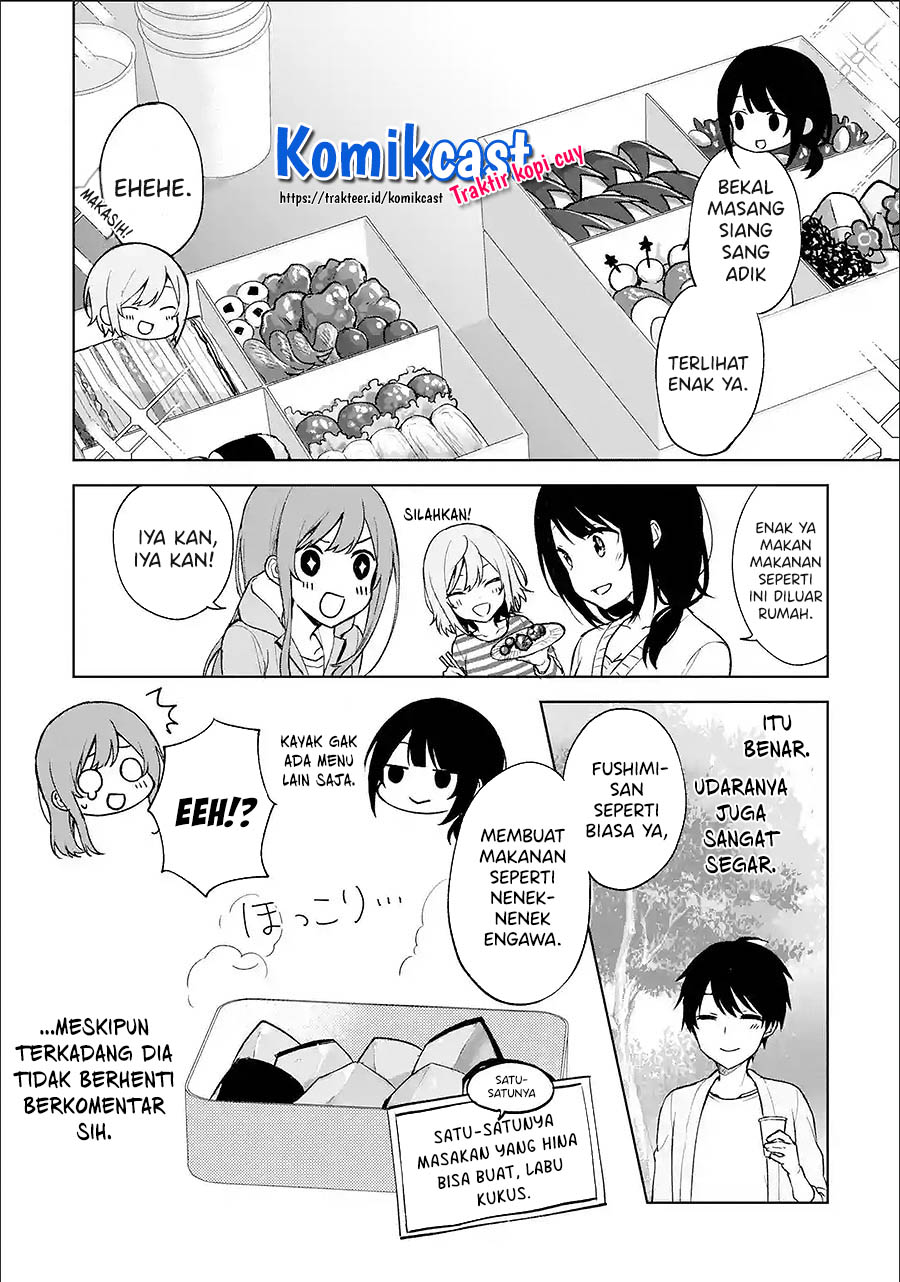 BEKAL
MASANG
SIANG
SANG
ADIK
TERLIHAT
ENAK YA.
Komikcast
Traktir kopi cuy
https://trakteer.id/komikcast
EHEHE.
MAKASIH!
ENAK YA
MAKAN
MAKANAN
SEPERTI
INI DILUAR
RUMAH.
SILAHKAN!
IYA KAN,
IYA KAN!
ITU
BENAR.
UDARANYA
JUGA
SANGAT
SEGAR.
FUSHIMI-
SAN
SEPERTI
BIASA YA,
MEMBUAT
MAKANAN
SEPERTI
NENEK-
NENEK
ENGAWA.
KAYAK GAK
ADA MENU
LAIN SAJA.
EEH!?
ほっこり…
SATU-
SATUNYA
SATU-SATUNYA
MASAKAN YANG HINA
BISA BUAT, LABU
KUKUS.
...MESKIPUN
TERKADANG DIA
TIDAK BERHENTI
BERKOMENTAR
SIH.